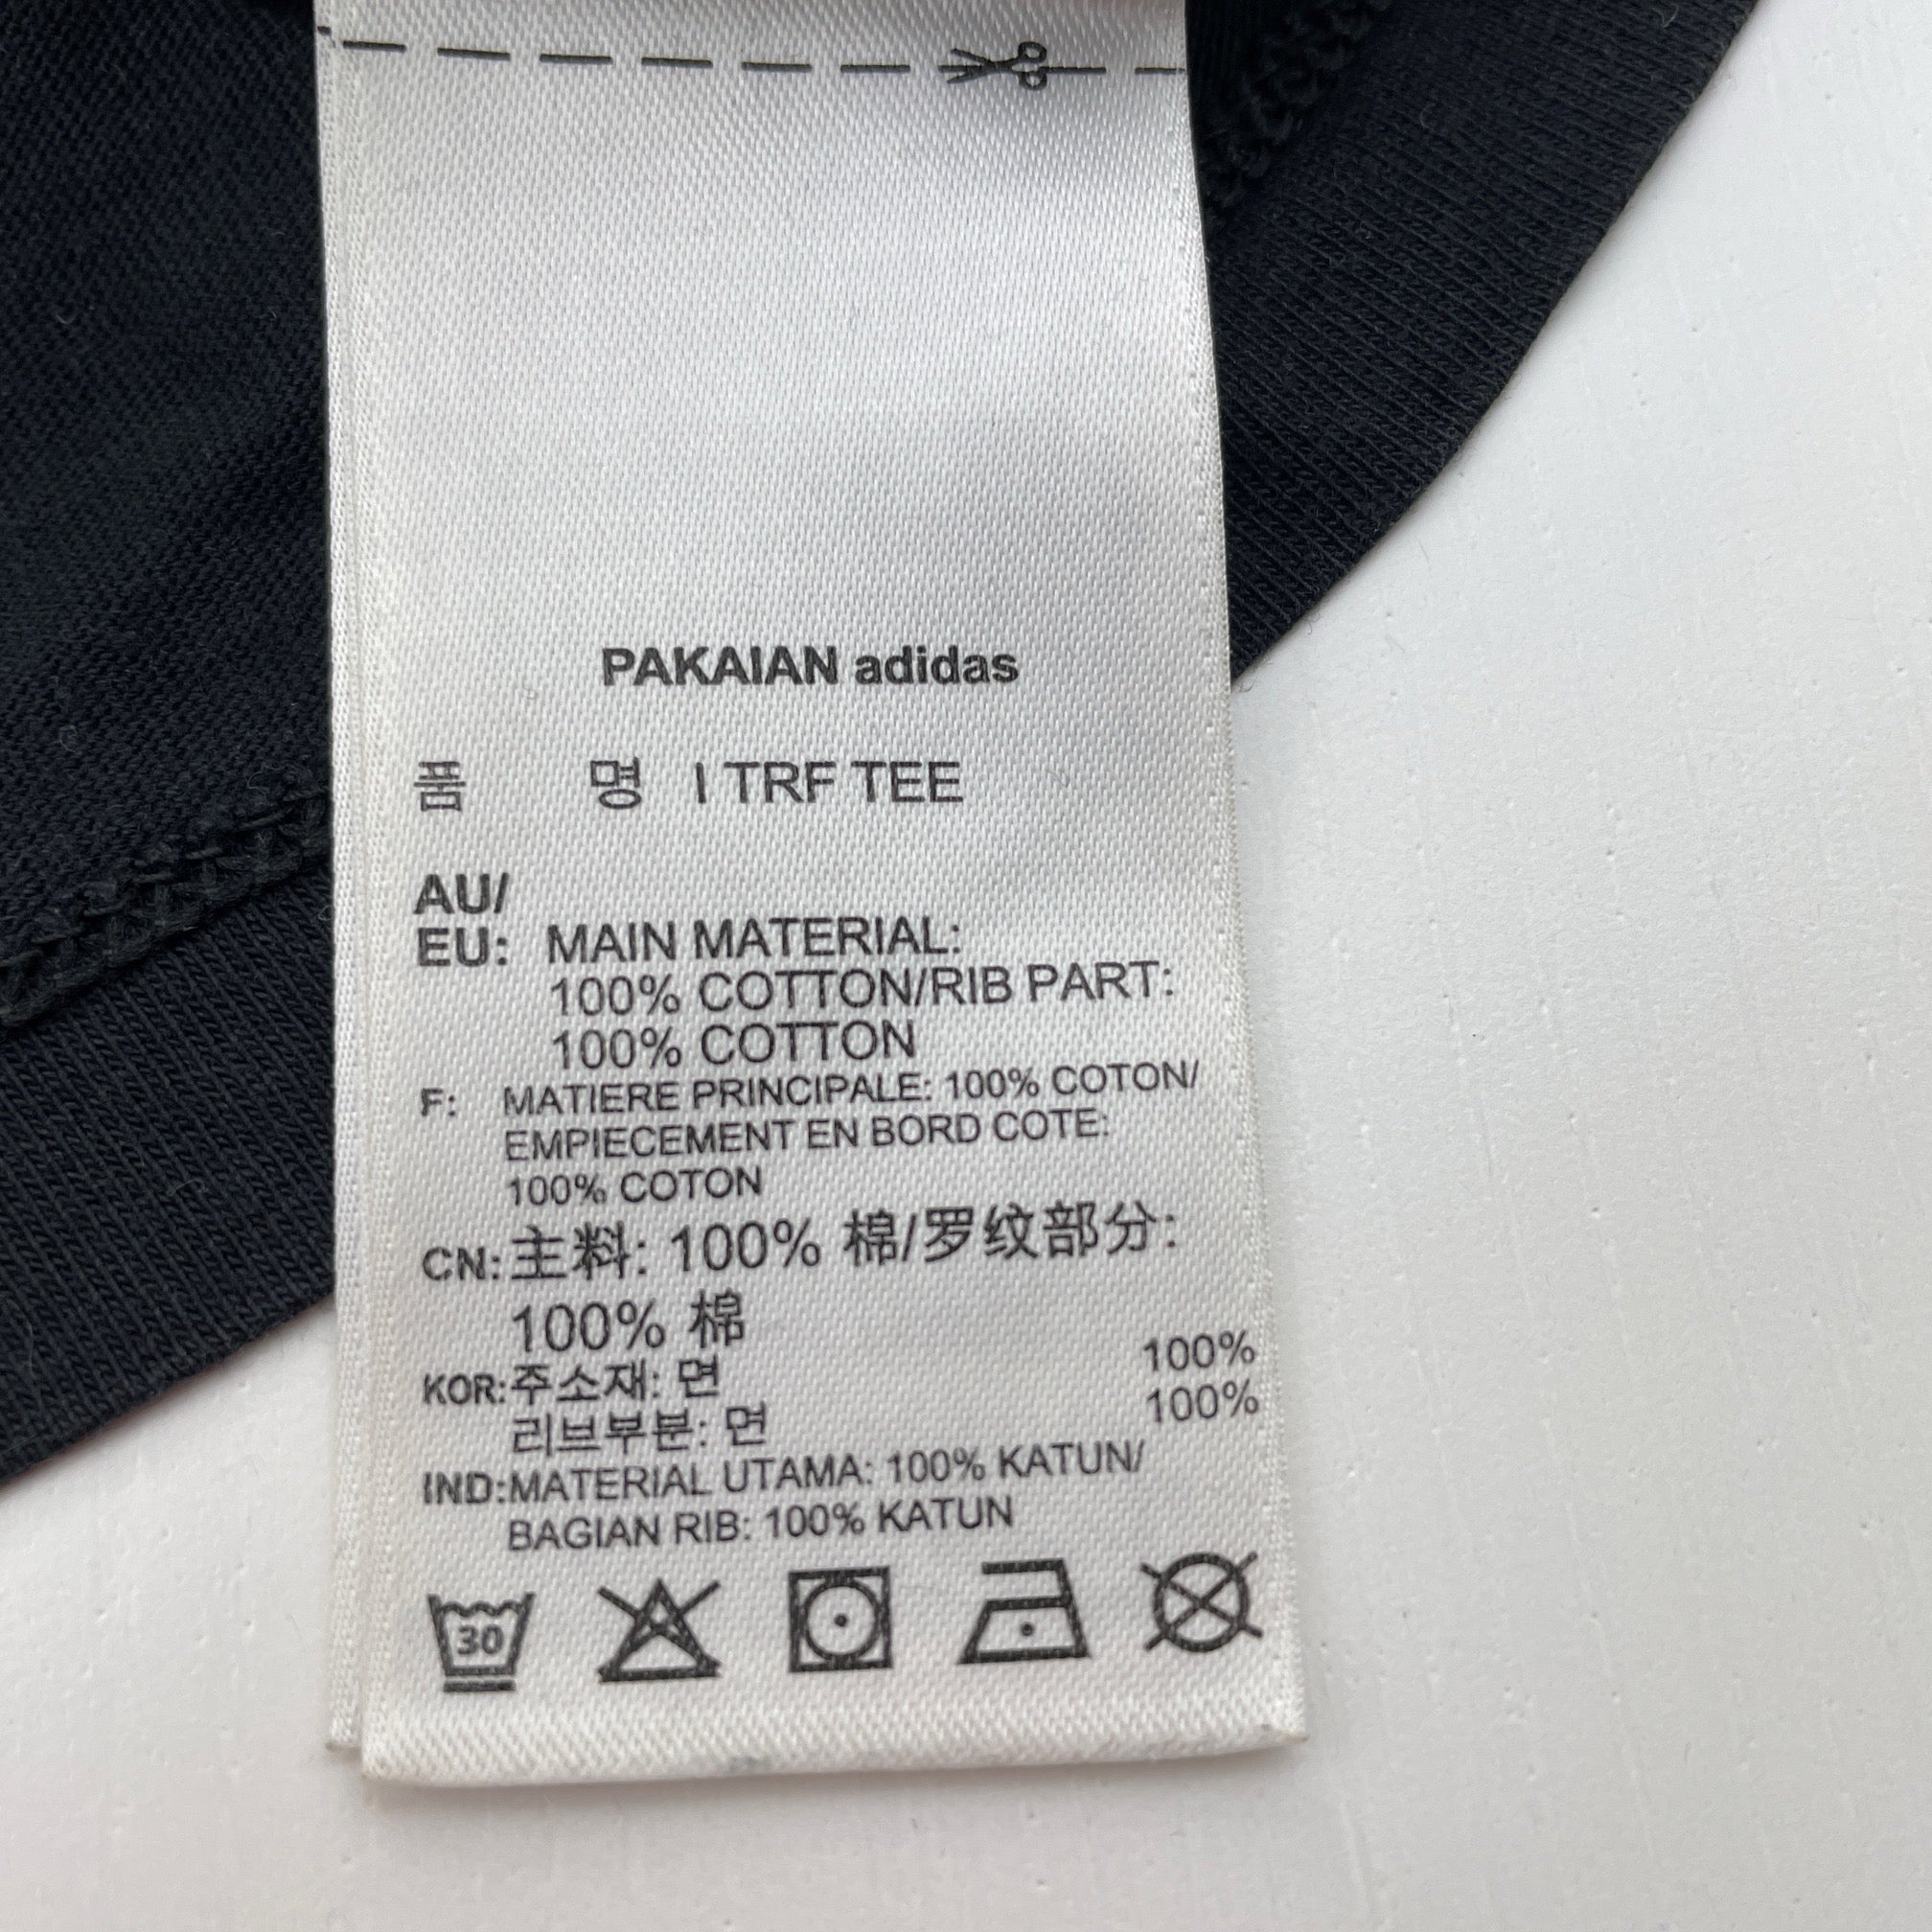 PAKAIAN adidas
품 명 I TRF TEE
AU/
EU: MAIN MATERIAL:
100% COTTON/RIB PART:
100% COTTON
F: MATIERE PRINCIPALE: 100% COTON/
EMPIECEMENT EN BORD COTE:
100% COTON
CN: 主料: 100% 棉/罗纹部分:
100% 棉
KOR: 주소재: 면 100%
리브부분: 면 100%
IND: MATERIAL UTAMA: 100% KATUN/
BAGIAN RIB: 100% KATUN
30